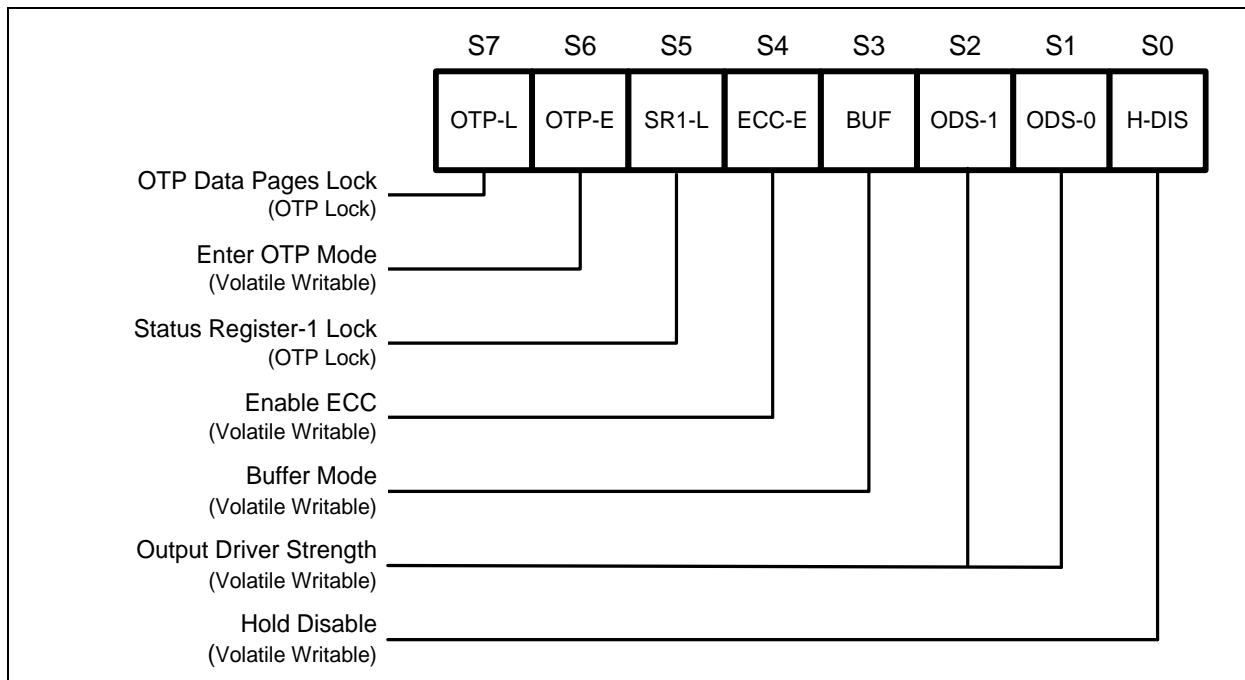 S7 S6 S5 S4 S3 S2 S1 S0
OTP-L OTP-E SR1-L ECC-E BUF ODS-1 ODS-0 H-DIS
OTP Data Pages Lock
(OTP Lock)
Enter OTP Mode
(Volatile Writable)
Status Register-1 Lock
(OTP Lock)
Enable ECC
(Volatile Writable)
Buffer Mode
(Volatile Writable)
Output Driver Strength
(Volatile Writable)
Hold Disable
(Volatile Writable)